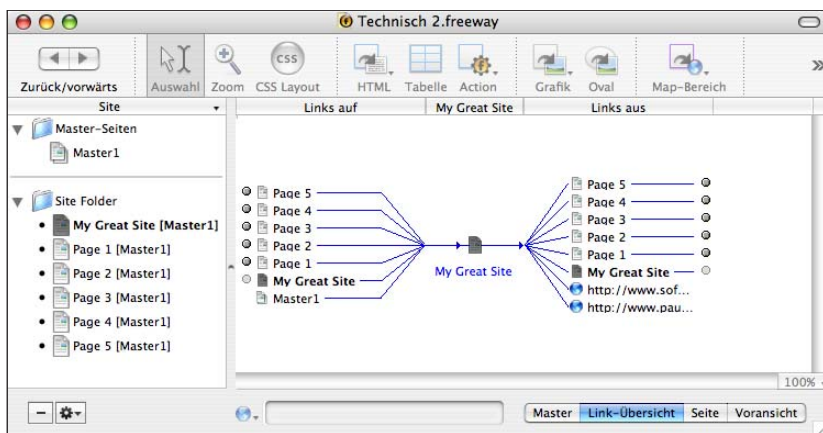 Technisch 2.freeway
Zurück/vorwärts Auswahl Zoom CSS Layout HTML Tabelle Action Grafik Oval Map-Bereich »
css
Site Links auf My Great Site Links aus
Master-Seiten
Master1
Site Folder
My Great Site [Master1]
Page 1 [Master1]
Page 2 [Master1]
Page 3 [Master1]
Page 4 [Master1]
Page 5 [Master1]
Page 5
Page 4
Page 3
Page 2
Page 1
My Great Site
Master1
My Great Site
Page 5
Page 4
Page 3
Page 2
Page 1
My Great Site
http://www.sof...
http://www.pau...
100%
Master Link-Übersicht Seite Voransicht